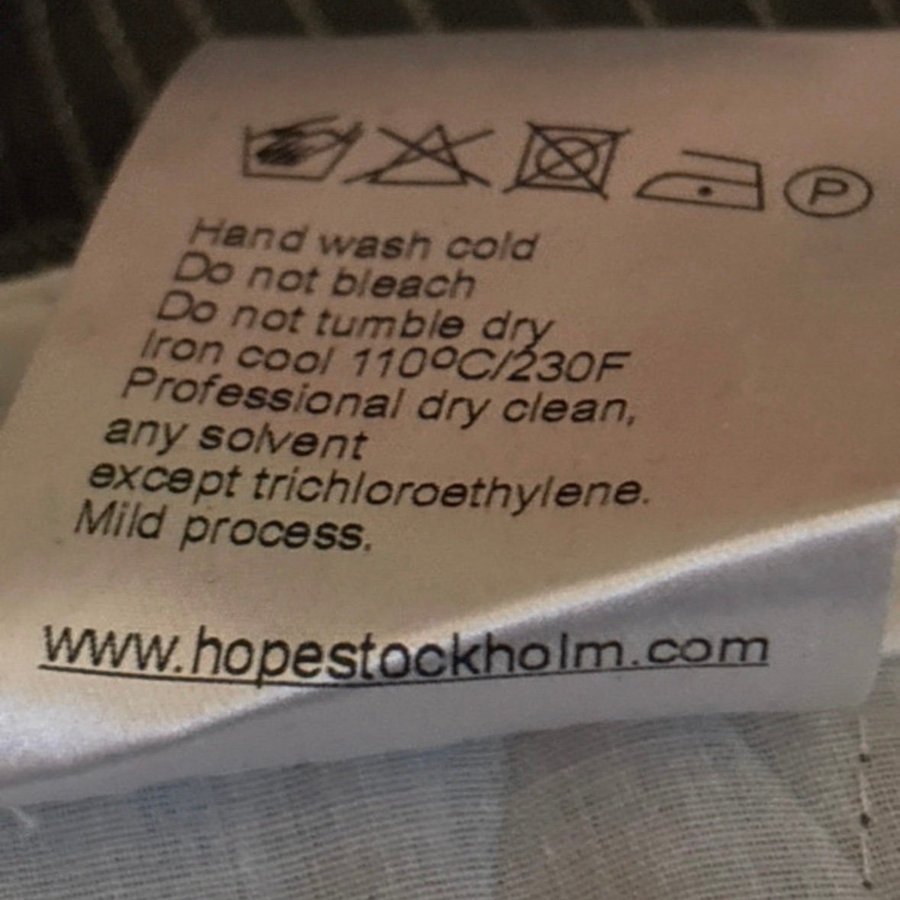 P
Hand wash cold
Do not bleach
Do not tumble dry
Iron cool 110ºC/230F
Professional dry clean,
any solvent
except trichloroethylene.
Mild process.
www.hopestockholm.com